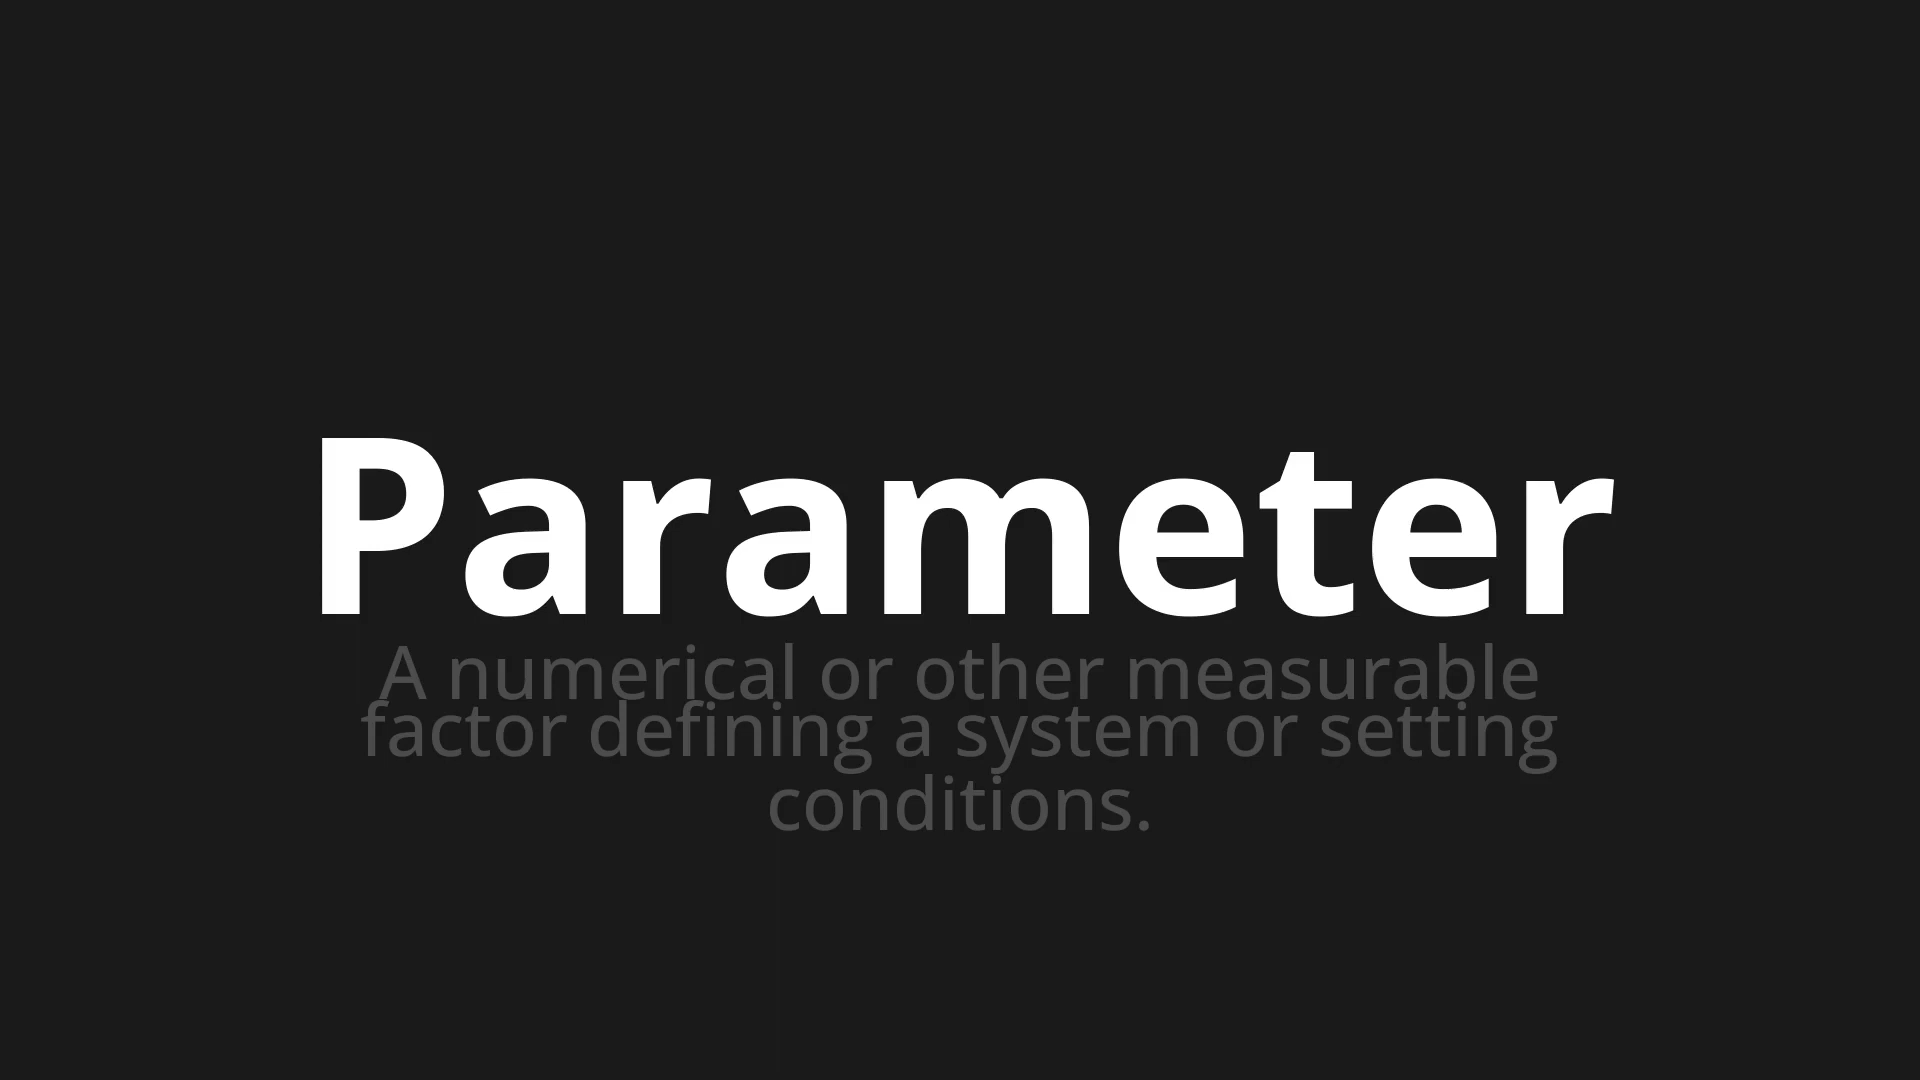 Parameter
A numerical or other measurable
factor defining a system or setting
conditions.